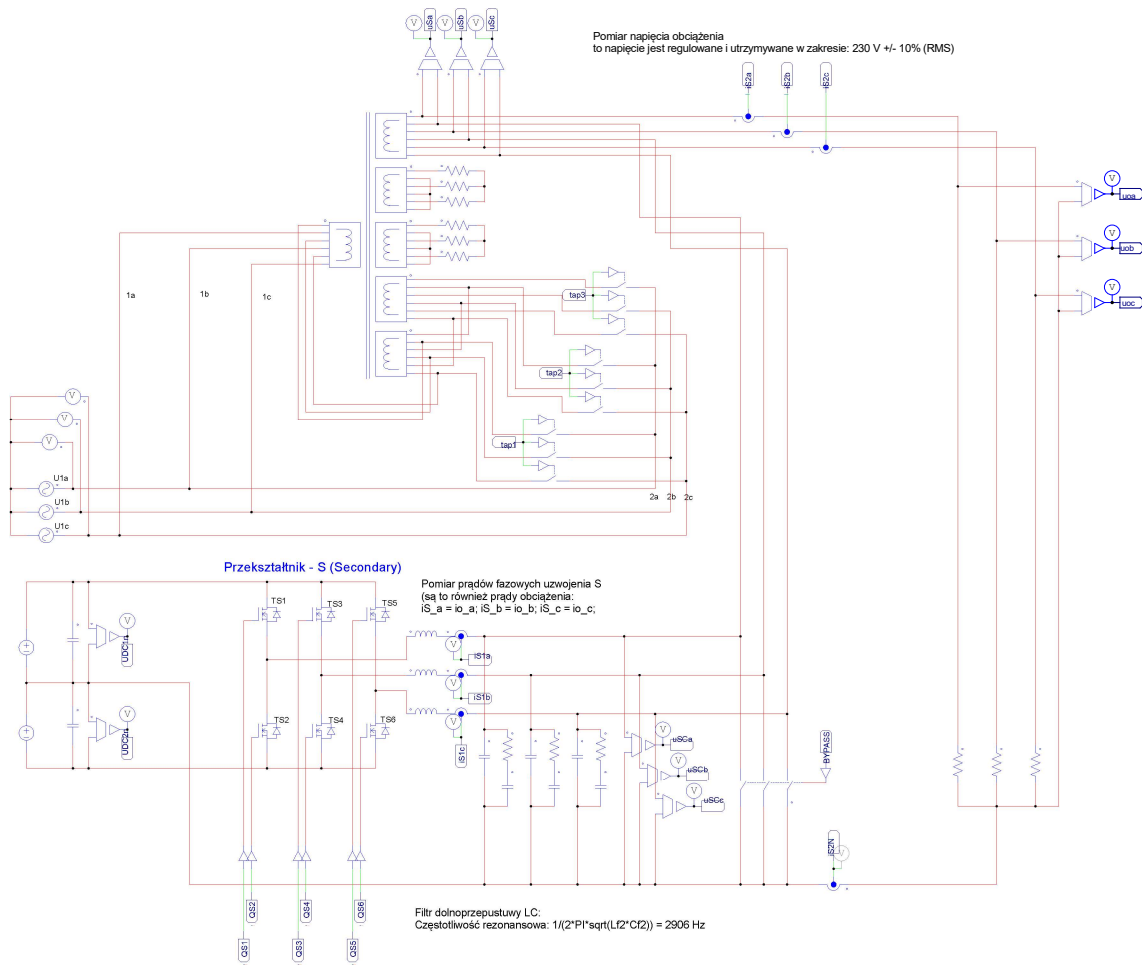 uSa
uSb
uSc
V
V
V
Pomiar napięcia obciążenia
to napięcie jest regulowane i utrzymywane w zakresie: 230 V +/- 10% (RMS)
iS2a
iS2b
iS2c
V
uoa
V
uob
V
uoc
1a
1b
1c
tap3
tap2
tap1
V
V
V
U1a
U1b
U1c
2a
2b
2c
Przekształtnik - S (Secondary)
Pomiar prądów fazowych uzwojenia S
(są to również prądy obciążenia:
iS_a = io_a; iS_b = io_b; iS_c = io_c;
TS1
TS3
TS5
V
UDC1n
V
iS1a
V
iS1b
V
iS1c
V
UDC2n
TS2
TS4
TS6
V
uSCa
V
uSCb
V
uSCc
BYPASS
iS2N
V
QS2
QS4
QS6
QS1
QS3
QS5
Filtr dolnoprzepustuwy LC:
Częstotliwość rezonansowa: 1/(2*PI*sqrt(Lf2*Cf2)) = 2906 Hz